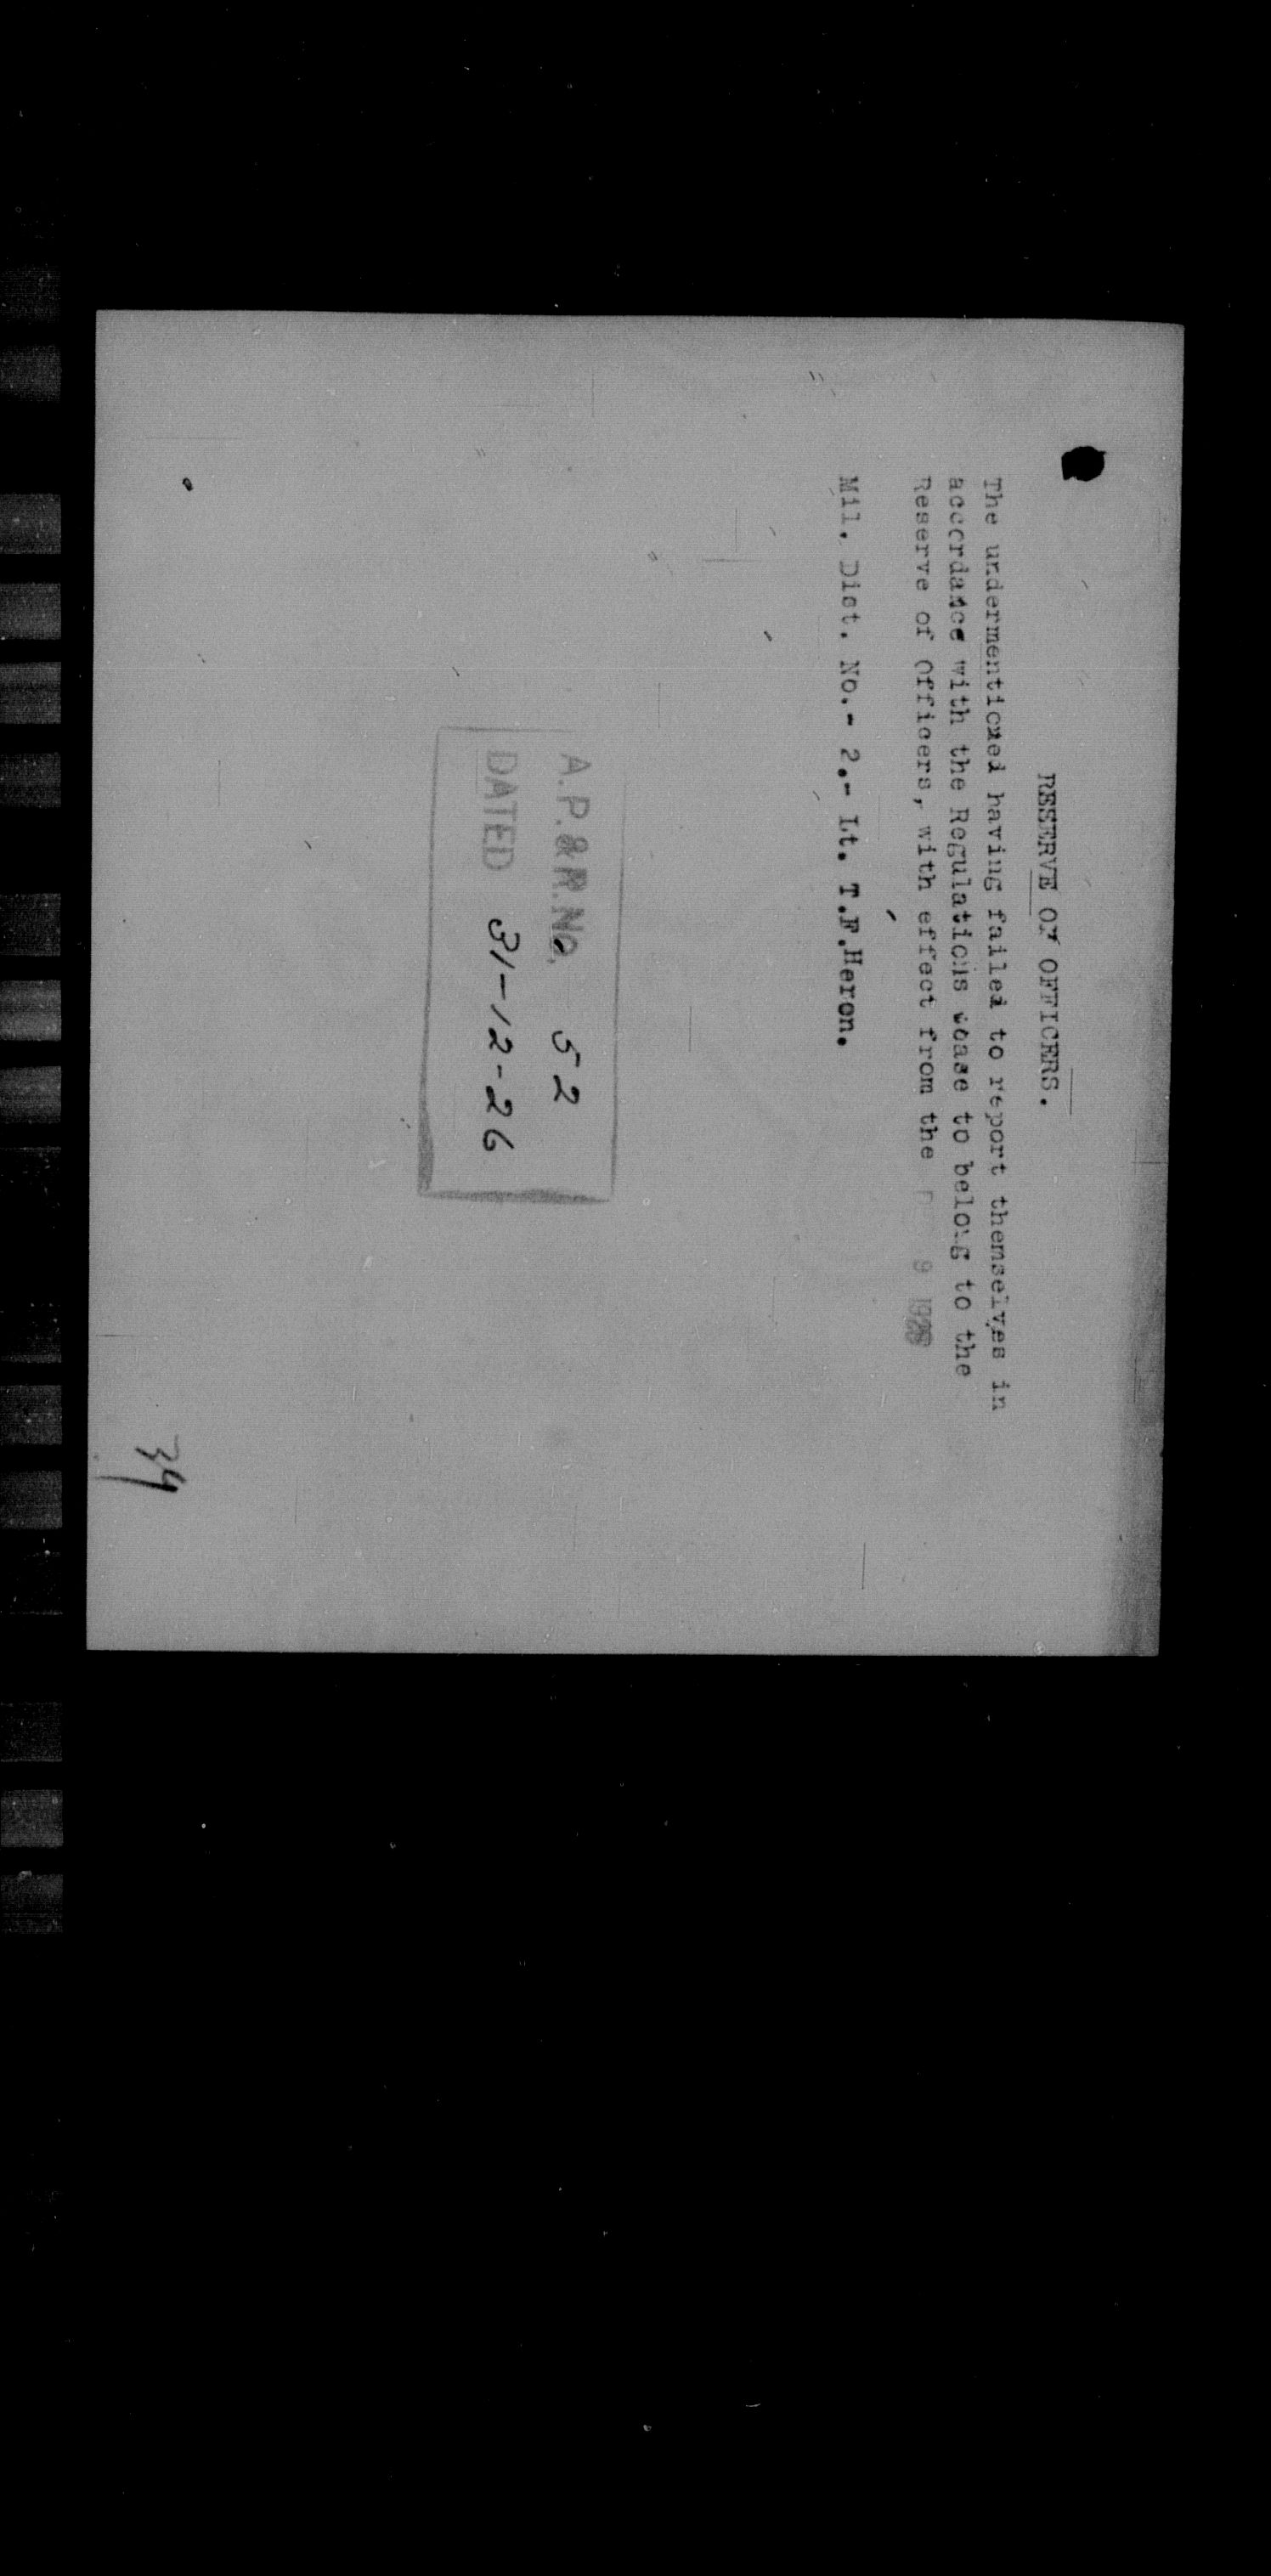 RESERVE OF OFFICERS.
The undermentioned having failed to report themselves in
accordance with the Regulations cease to belong to the
Reserve of Officers, with effect from the 9 1926
Mil. Dist. No.- 2.- Lt. T.F.Heron.
A.P.&R.No. 52
DATED 31-12-26